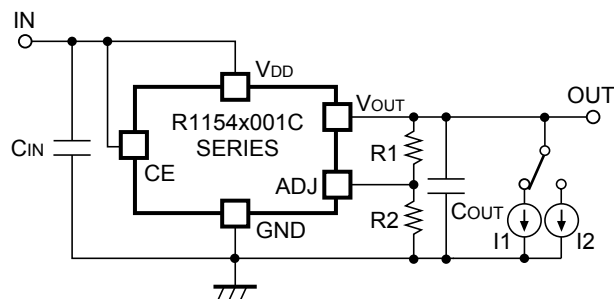 IN
VDD
VOUT
OUT
R1154x001C
SERIES
R1
CIN
CE
ADJ
COUT
R2
GND
I1
I2